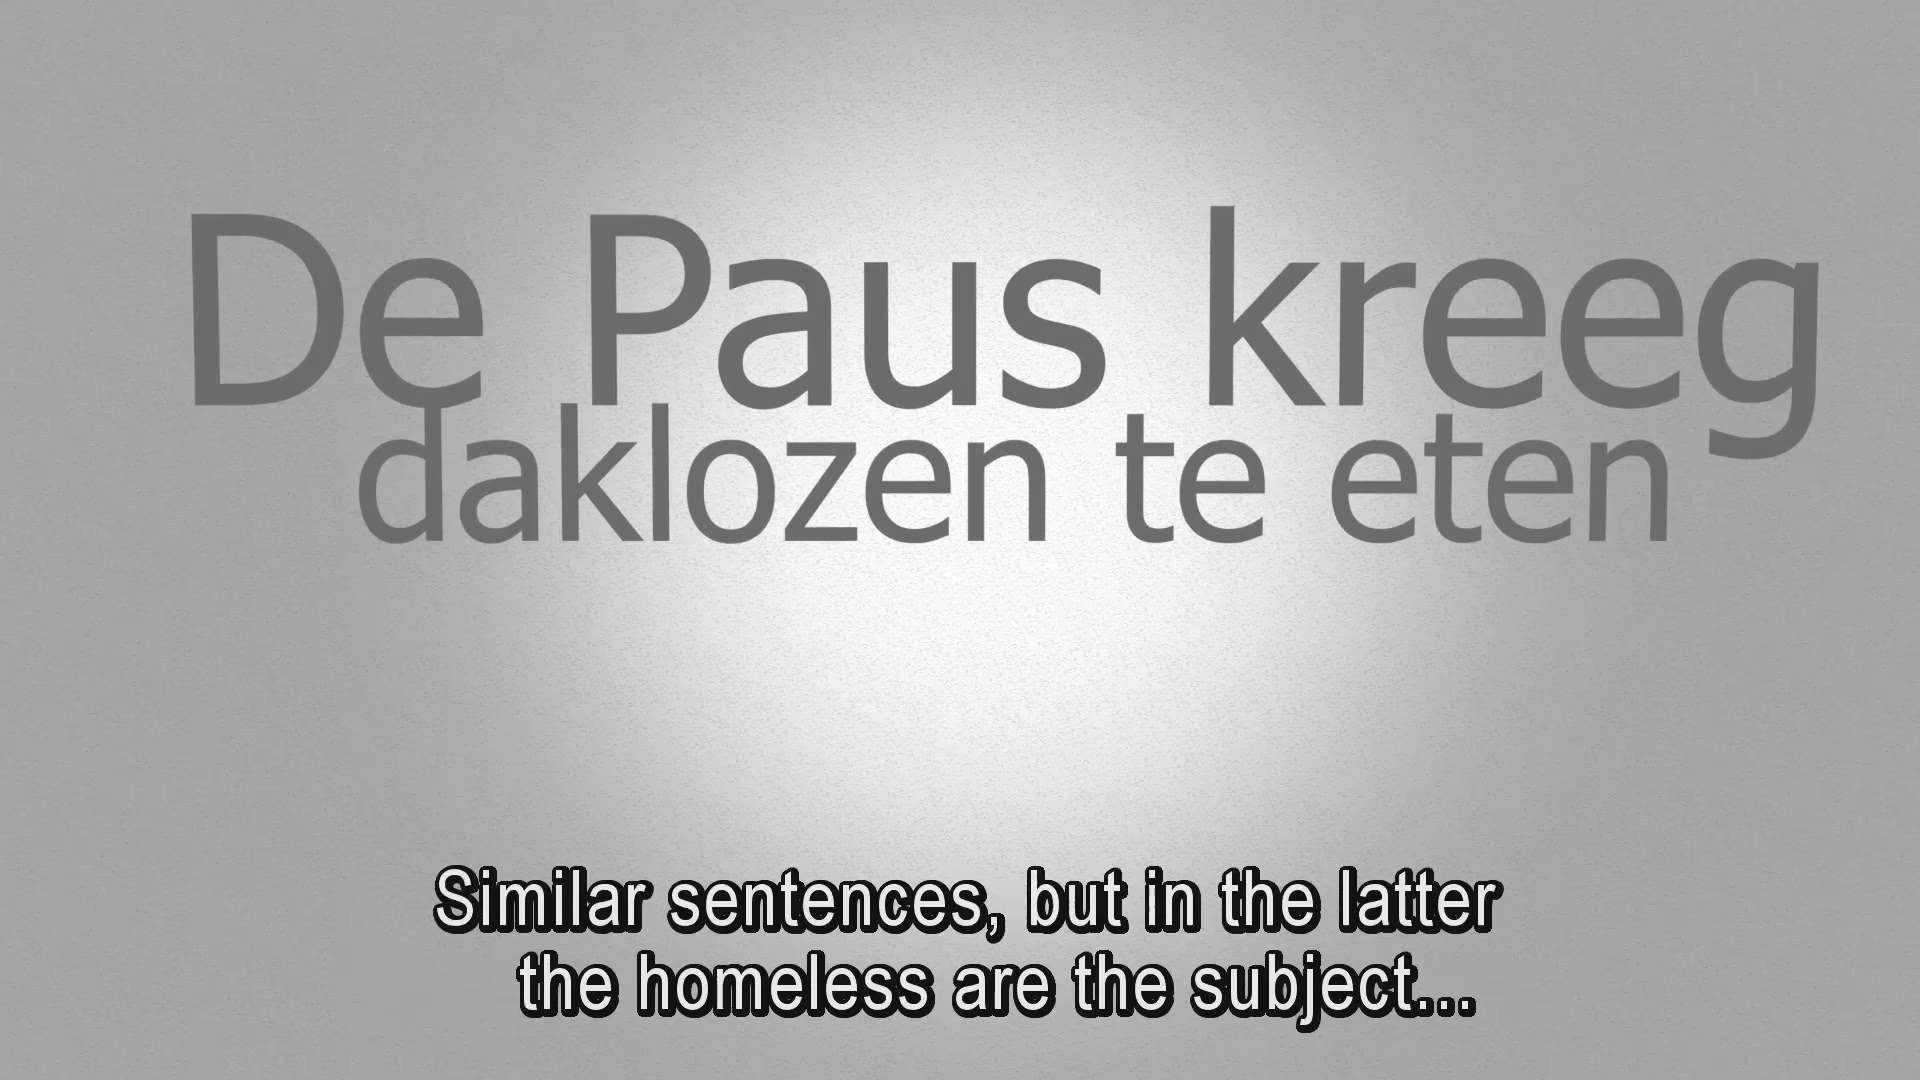 De Paus kreeg
daklozen te eten
Similar sentences, but in the latter
the homeless are the subject...